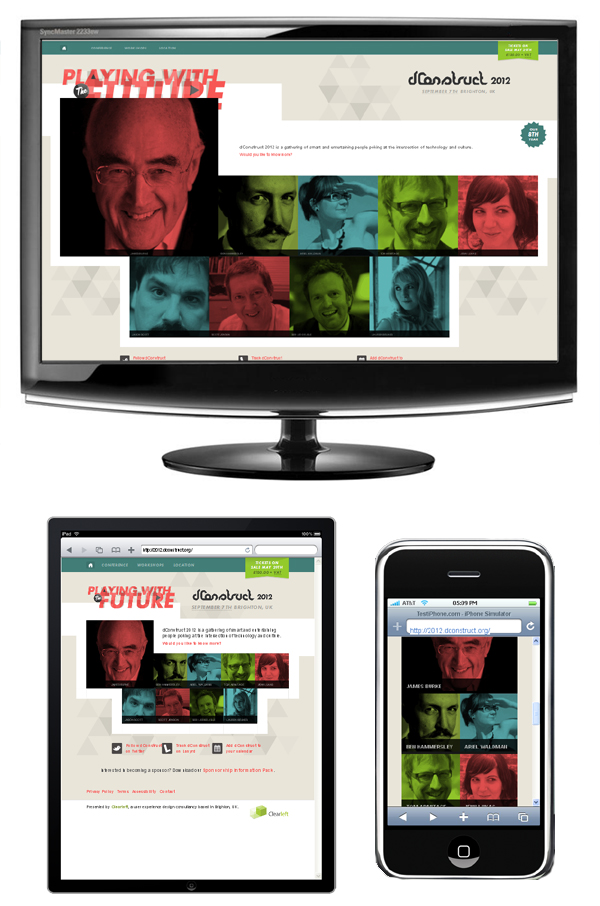 SyncMaster 2233sw
CONFERENCE WORKSHOPS LOCATION
TICKETS ON
SALE MAY 29TH
PLAYING WITH
The FUTURE
dConstruct 2012
SEPTEMBER 7TH BRIGHTON, UK
OUR
8TH
YEAR
dConstruct 2012 is a gathering of smart and entertaining people poking at the intersection of technology and culture.
Would you like to know more?
Follow dConstruct
Track dConstruct
Add dConstruct to
iPad
100%
http://2012.dconstruct.org/
CONFERENCE WORKSHOPS LOCATION
TICKETS ON
SALE MAY 29TH
PLAYING WITH
The FUTURE
dConstruct 2012
SEPTEMBER 7TH BRIGHTON, UK
dConstruct 2012 is a gathering of smart and entertaining
people poking at the intersection of technology and culture.
Would you like to know more?
Follow dConstruct
on Twitter
Track dConstruct
on Lanyrd
Add dConstruct to
your calendar
Interested in becoming a sponsor? Download our Sponsorship Information Pack.
Privacy Policy Terms Accessibility Contact
Presented by Clearleft, a user experience design consultancy based in Brighton, UK.
Clearleft
AT&T 05:09 PM
TestiPhone.com - iPhone Simulator
http://2012.dconstruct.org/
JAMES BURKE
BEN HAMMERSLEY
ARIEL WALDMAN